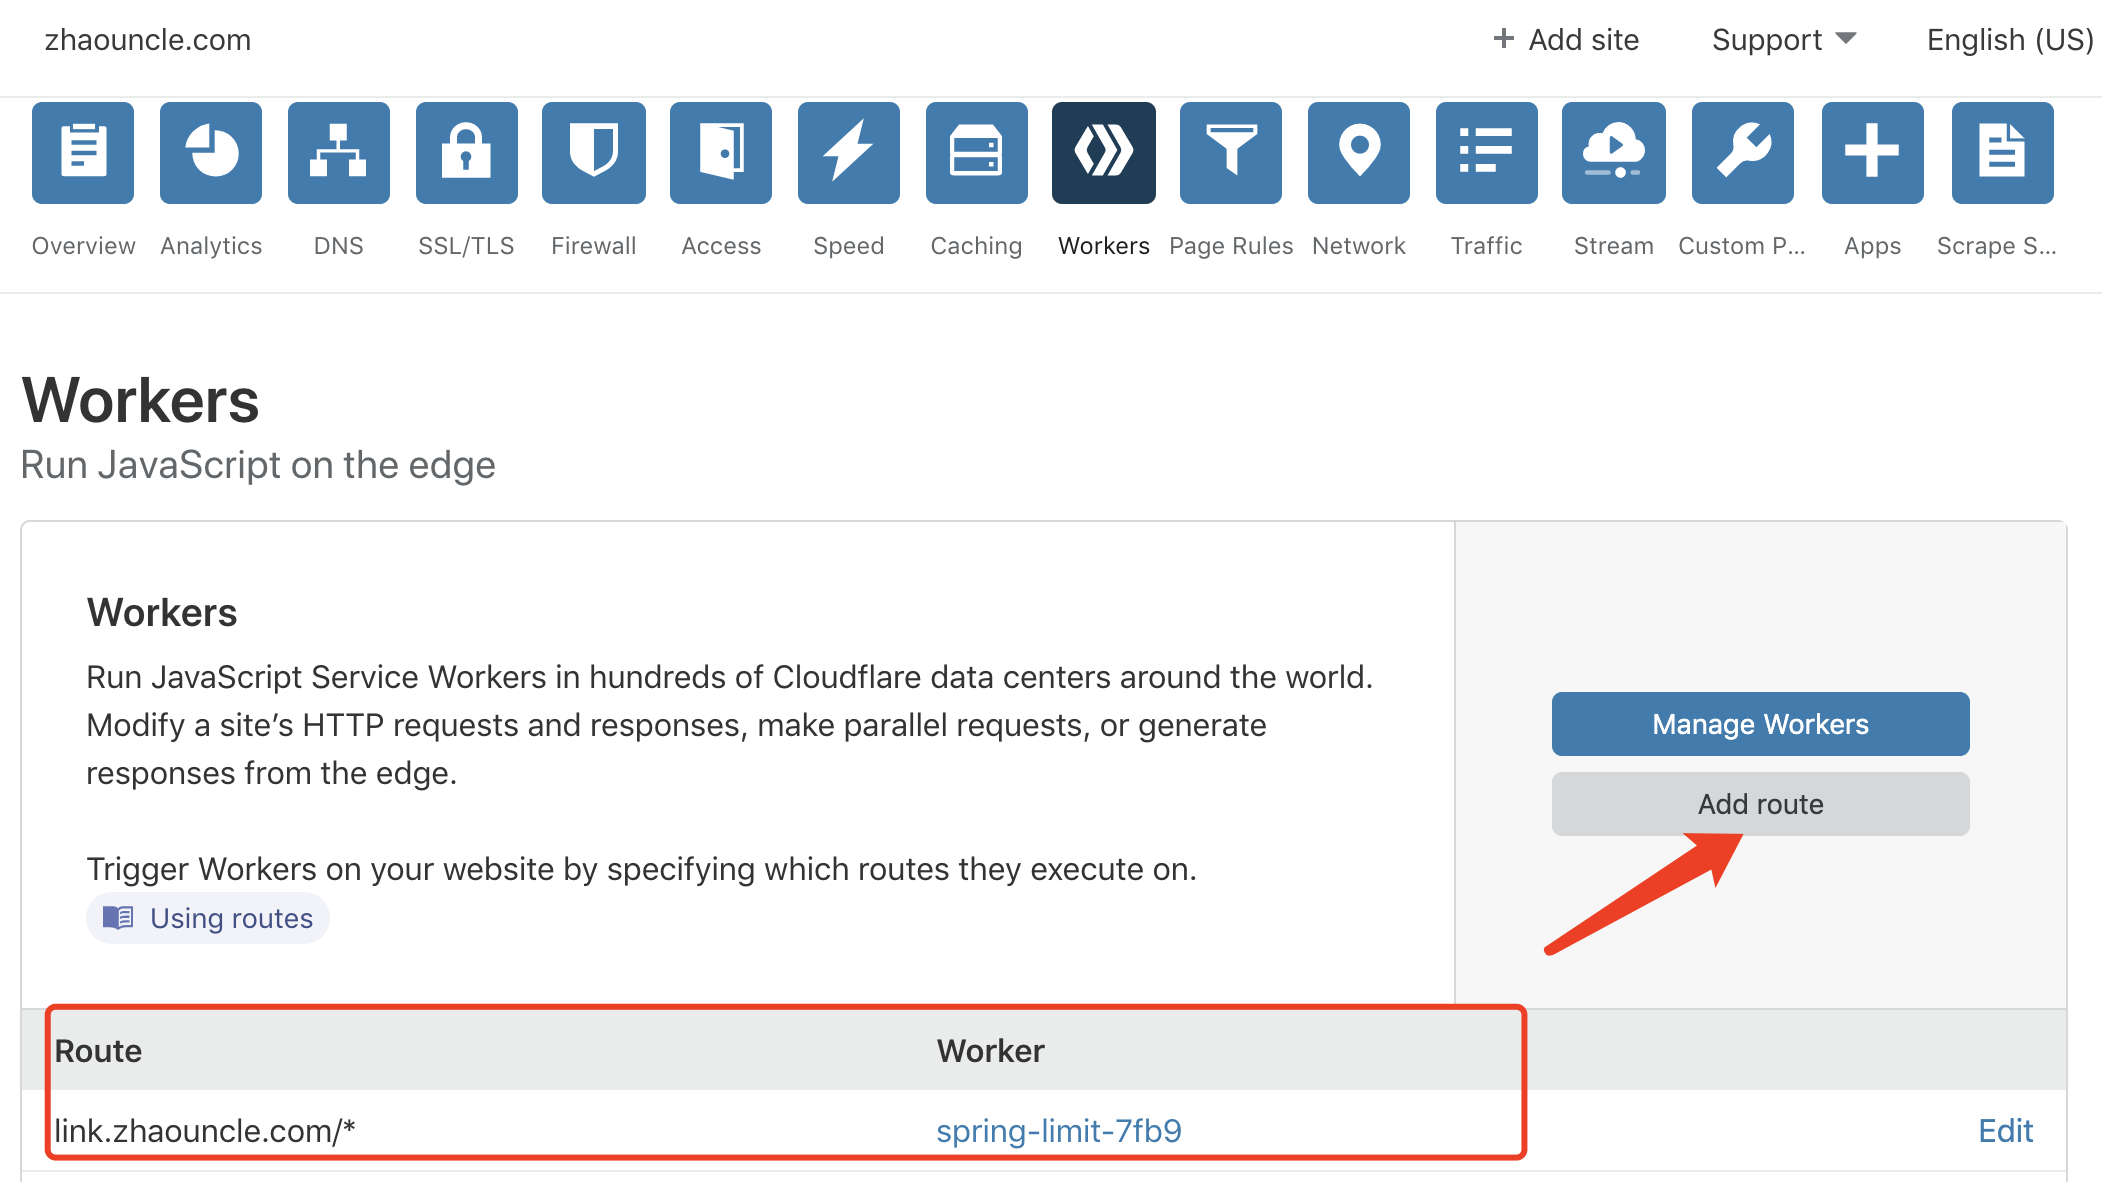 zhaouncle.com
Add site
Support
English (US)
Overview
Analytics
DNS
SSL/TLS
Firewall
Access
Speed
Caching
Workers
Page Rules
Network
Traffic
Stream
Custom P...
Apps
Scrape S...
Workers
Run JavaScript on the edge
Workers
Run JavaScript Service Workers in hundreds of Cloudflare data centers around the world.
Modify a site’s HTTP requests and responses, make parallel requests, or generate
responses from the edge.
Trigger Workers on your website by specifying which routes they execute on.
Using routes
Manage Workers
Add route
Route
Worker
link.zhaouncle.com/*
spring-limit-7fb9
Edit